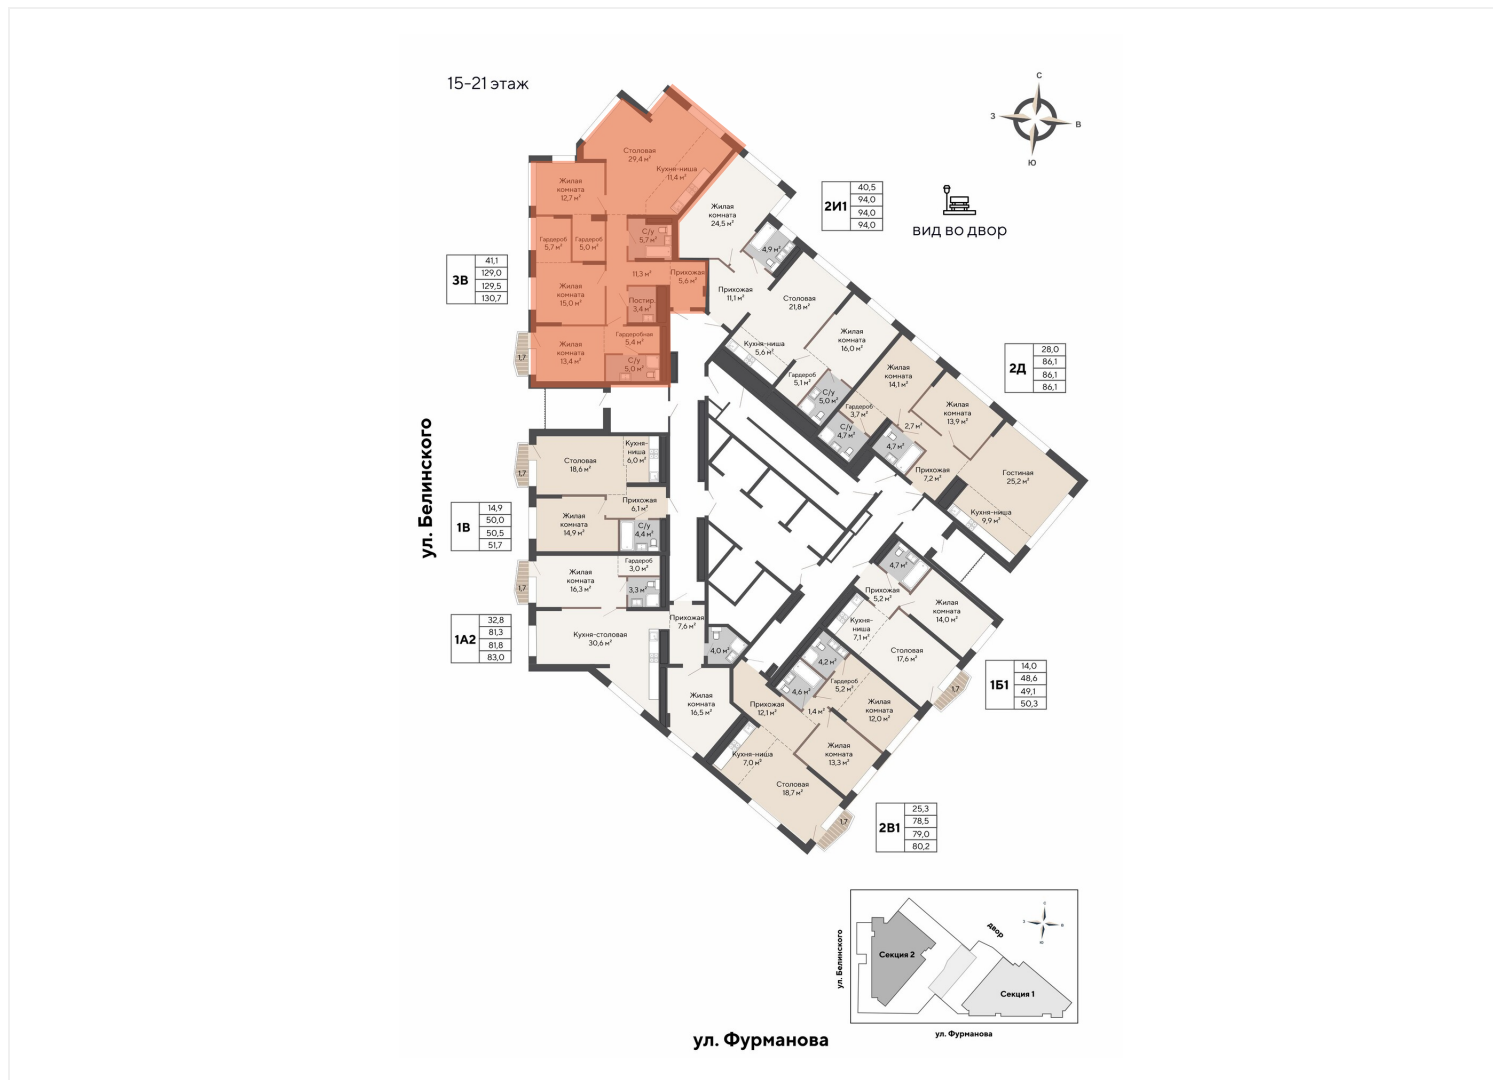 15-21 этаж
С
З
В
Ю
Столовая
29,4 м²
Кухня-ниша
11,4 м²
Жилая
комната
12,7 м²
Гардероб
5,7 м²
Гардероб
5,0 м²
С/у
5,7 м²
11,3 м²
Прихожая
5,6 м²
Жилая
комната
15,0 м²
Постир.
3,4 м²
Жилая
комната
13,4 м²
Гардеробная
5,4 м²
С/у
5,0 м²
1,7
3В
41,1
129,0
129,5
130,7
2И1
40,5
94,0
94,0
94,0
вид во двор
Жилая
комната
24,5 м²
4,9 м²
Прихожая
11,1 м²
Столовая
21,8 м²
Кухня-ниша
5,6 м²
Жилая
комната
16,0 м²
Гардероб
5,1 м²
С/у
5,0 м²
2Д
28,0
86,1
86,1
86,1
Жилая
комната
14,1 м²
Гардероб
3,7 м²
С/у
4,7 м²
Жилая
комната
13,9 м²
2,7 м²
4,7 м²
Прихожая
7,2 м²
Гостиная
25,2 м²
Кухня-ниша
9,9 м²
ул. Белинского
Столовая
18,6 м²
Кухня-
ниша
6,0 м²
1,7
Прихожая
6,1 м²
Жилая
комната
14,9 м²
С/у
4,4 м²
1В
14,9
50,0
50,5
51,7
Жилая
комната
16,3 м²
Гардероб
3,0 м²
3,3 м²
1,7
Кухня-столовая
30,6 м²
Прихожая
7,6 м²
4,0 м²
Жилая
комната
16,5 м²
1А2
32,8
81,3
81,8
83,0
4,7 м²
Прихожая
5,2 м²
Жилая
комната
14,0 м²
Кухня-
ниша
7,1 м²
Столовая
17,6 м²
1,7
1Б1
14,0
48,6
49,1
50,3
4,2 м²
Гардероб
5,2 м²
4,6 м²
1,4 м²
Прихожая
12,1 м²
Жилая
комната
12,0 м²
Жилая
комната
13,3 м²
Кухня-ниша
7,0 м²
Столовая
18,7 м²
1,7
2В1
25,3
78,5
79,0
80,2
ул. Белинского
Секция 2
двор
С
З
В
Ю
Секция 1
ул. Фурманова
ул. Фурманова